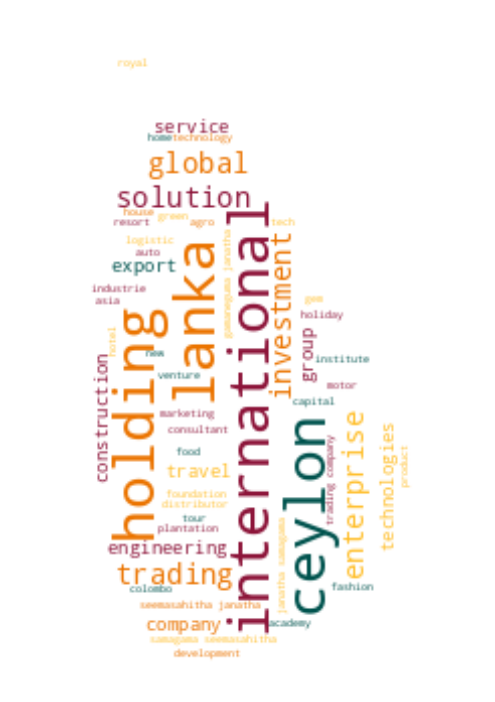 royal
service
home
technology
global
solution
house
green
resort
agro
tech
international
gamanaguma janatha
logistic
lanka
investment
auto
export
industrie
asia
gem
holding
holiday
hotel
new
group
institute
construction
venture
motor
capital
marketing
ceylon
enterprise
consultant
technologies
trading company
product
food
travel
foundation
distributor
tour
plantation
janatha samagama
engineering
trading
colombo
fashion
seemasahitha janatha
company
academy
samagama seemasahitha
development